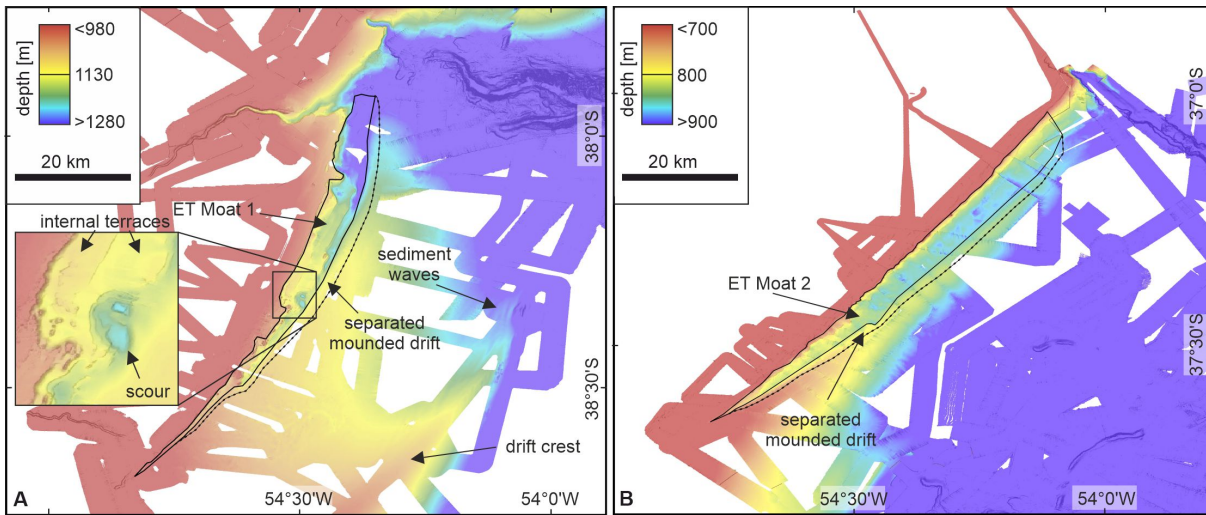 <980
1130
>1280
depth [m]
20 km
38°0'S
internal terraces
ET Moat 1
sediment
waves
separated
mounded drift
scour
38°30'S
drift crest
A
54°30'W
54°0'W
<700
800
>900
depth [m]
20 km
37°0'S
ET Moat 2
37°30'S
separated
mounded drift
B
54°30'W
54°0'W